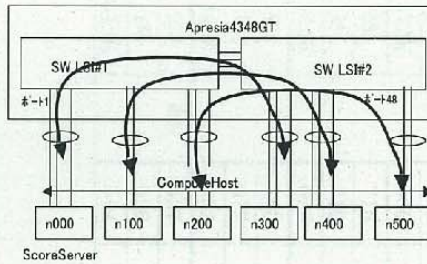 Apresia4348GT
SW LSI#1
SW LSI#2
ポート1
ポート48
ComputeHost
n000
n100
n200
n300
n400
n500
ScoreServer